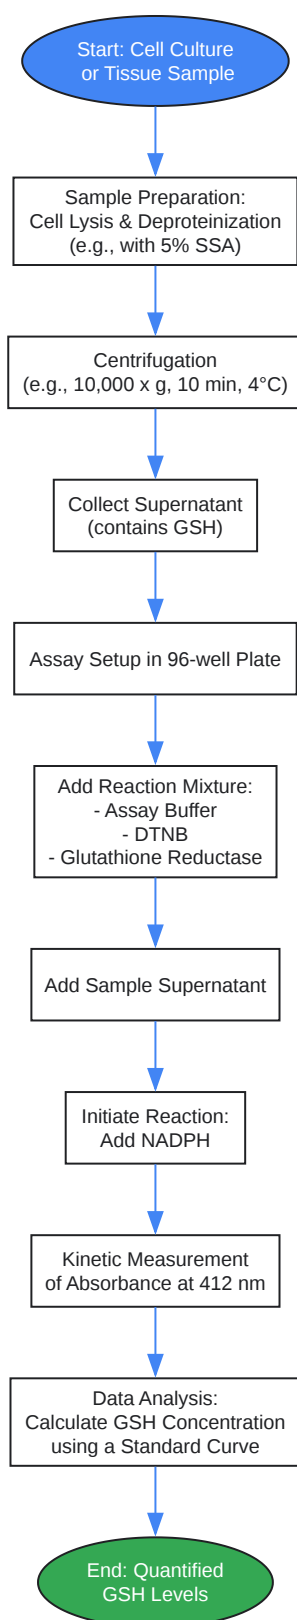 Start: Cell Culture
or Tissue Sample
Sample Preparation:
Cell Lysis & Deproteinization
(e.g., with 5% SSA)
Centrifugation
(e.g., 10,000 x g, 10 min, 4°C)
Collect Supernatant
(contains GSH)
Assay Setup in 96-well Plate
Add Reaction Mixture:
- Assay Buffer
- DTNB
- Glutathione Reductase
Add Sample Supernatant
Initiate Reaction:
Add NADPH
Kinetic Measurement
of Absorbance at 412 nm
Data Analysis:
Calculate GSH Concentration
using a Standard Curve
End: Quantified
GSH Levels